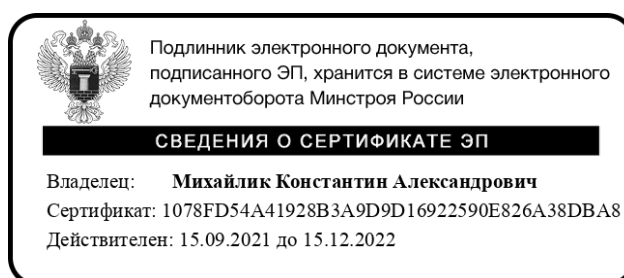 Подлинник электронного документа,
подписанного ЭП, хранится в системе электронного
документоборота Минстроя России
СВЕДЕНИЯ О СЕРТИФИКАТЕ ЭП
Владелец: Михайлик Константин Александрович
Сертификат: 1078FD54A41928B3A9D9D16922590E826A38DBA8
Действителен: 15.09.2021 до 15.12.2022